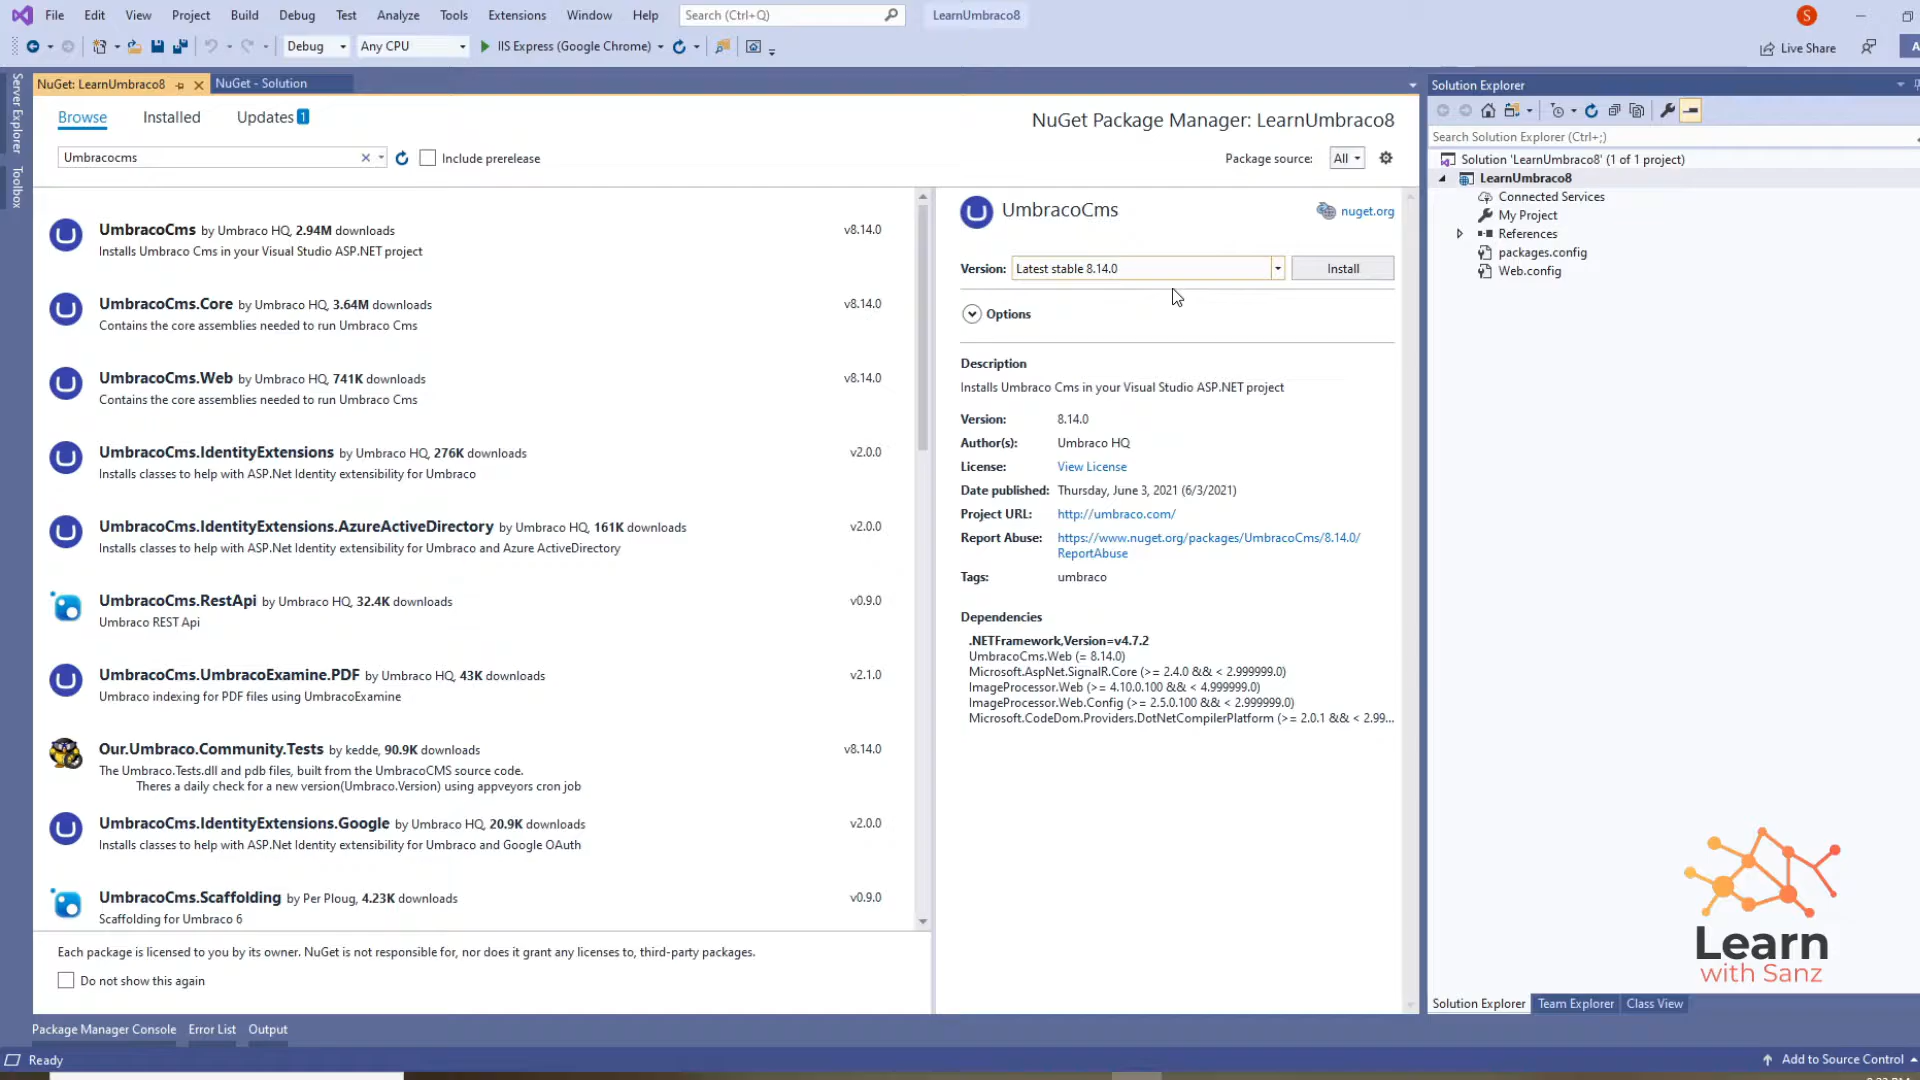 File Edit View Project Build Debug Test Analyze Tools Extensions Window Help Search (Ctrl+Q) LearnUmbraco8 S
Debug Any CPU IIS Express (Google Chrome) Live Share A
Server Explorer
Toolbox
NuGet: LearnUmbraco8 NuGet - Solution
Browse Installed Updates 1
NuGet Package Manager: LearnUmbraco8
Umbracocms Include prerelease Package source: All
UmbracoCms by Umbraco HQ, 2.94M downloads v8.14.0
Installs Umbraco Cms in your Visual Studio ASP.NET project
UmbracoCms.Core by Umbraco HQ, 3.64M downloads v8.14.0
Contains the core assemblies needed to run Umbraco Cms
UmbracoCms.Web by Umbraco HQ, 741K downloads v8.14.0
Contains the core assemblies needed to run Umbraco Cms
UmbracoCms.IdentityExtensions by Umbraco HQ, 276K downloads v2.0.0
Installs classes to help with ASP.Net Identity extensibility for Umbraco
UmbracoCms.IdentityExtensions.AzureActiveDirectory by Umbraco HQ, 161K downloads v2.0.0
Installs classes to help with ASP.Net Identity extensibility for Umbraco and Azure ActiveDirectory
UmbracoCms.RestApi by Umbraco HQ, 32.4K downloads v0.9.0
Umbraco REST Api
UmbracoCms.UmbracoExamine.PDF by Umbraco HQ, 43K downloads v2.1.0
Umbraco indexing for PDF files using UmbracoExamine
Our.Umbraco.Community.Tests by kedde, 90.9K downloads v8.14.0
The Umbraco.Tests.dll and pdb files, built from the UmbracoCMS source code.
Theres a daily check for a new version(Umbraco.Version) using appveyors cron job
UmbracoCms.IdentityExtensions.Google by Umbraco HQ, 20.9K downloads v2.0.0
Installs classes to help with ASP.Net Identity extensibility for Umbraco and Google OAuth
UmbracoCms.Scaffolding by Per Ploug, 4.23K downloads v0.9.0
Scaffolding for Umbraco 6
Each package is licensed to you by its owner. NuGet is not responsible for, nor does it grant any licenses to, third-party packages.
Do not show this again
UmbracoCms nuget.org
Version: Latest stable 8.14.0 Install
Options
Description
Installs Umbraco Cms in your Visual Studio ASP.NET project
Version: 8.14.0
Author(s): Umbraco HQ
License: View License
Date published: Thursday, June 3, 2021 (6/3/2021)
Project URL: http://umbraco.com/
Report Abuse: https://www.nuget.org/packages/UmbracoCms/8.14.0/
ReportAbuse
Tags: umbraco
Dependencies
.NETFramework,Version=v4.7.2
UmbracoCms.Web (= 8.14.0)
Microsoft.AspNet.SignalR.Core (>= 2.4.0 && < 2.999999.0)
ImageProcessor.Web (>= 4.10.0.100 && < 4.999999.0)
ImageProcessor.Web.Config (>= 2.5.0.100 && < 2.999999.0)
Microsoft.CodeDom.Providers.DotNetCompilerPlatform (>= 2.0.1 && < 2.99...
Solution Explorer
Search Solution Explorer (Ctrl+;)
Solution 'LearnUmbraco8' (1 of 1 project)
LearnUmbraco8
Connected Services
My Project
References
packages.config
Web.config
Learn
with Sanz
Solution Explorer Team Explorer Class View
Package Manager Console Error List Output
Ready Add to Source Control